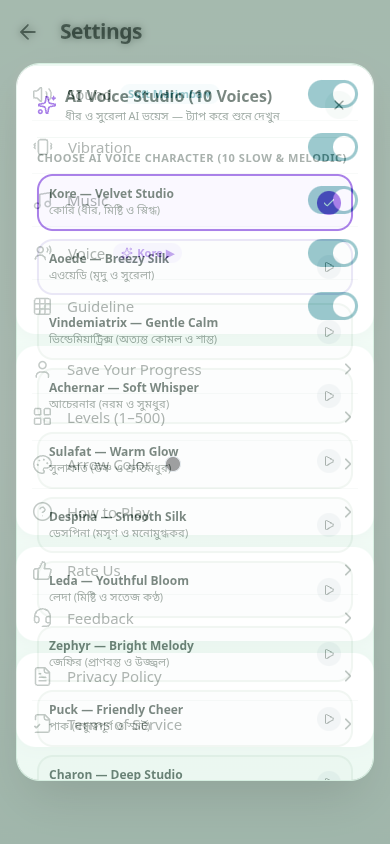 Settings
Sound
AI Voice Studio (10 Voices)
ধীর ও সুরেলা AI ভয়েস — ট্যাপ করে শুনে দেখুন
Vibration
CHOOSE AI VOICE CHARACTER (10 SLOW & MELODIC)
Kore — Velvet Studio
Music
কোরি (ধীর, মিষ্টি ও স্নিগ্ধ)
Voice
Kore
Aoede — Breezy Silk
এওয়েডি (মৃদু ও সুরেলা)
Guideline
Vindemiatrix — Gentle Calm
ভিন্ডেমিয়াট্রিক্স (অত্যন্ত কোমল ও শান্ত)
Save Your Progress
Achernar — Soft Whisper
আচেরনার (নরম ও সুমধুর)
Levels (1–500)
Sulafat — Warm Glow
Arrow Color
Despina — Smooth Silk
How to Play
ডেসপিনা (মসৃণ ও মনোমুগ্ধকর)
Rate Us
Leda — Youthful Bloom
লেদা (মিষ্টি ও সতেজ কণ্ঠ)
Feedback
Zephyr — Bright Melody
জেফির (প্রাণবন্ত ও উজ্জ্বল)
Privacy Policy
Puck — Friendly Cheer
Terms of Service
Charon — Deep Studio